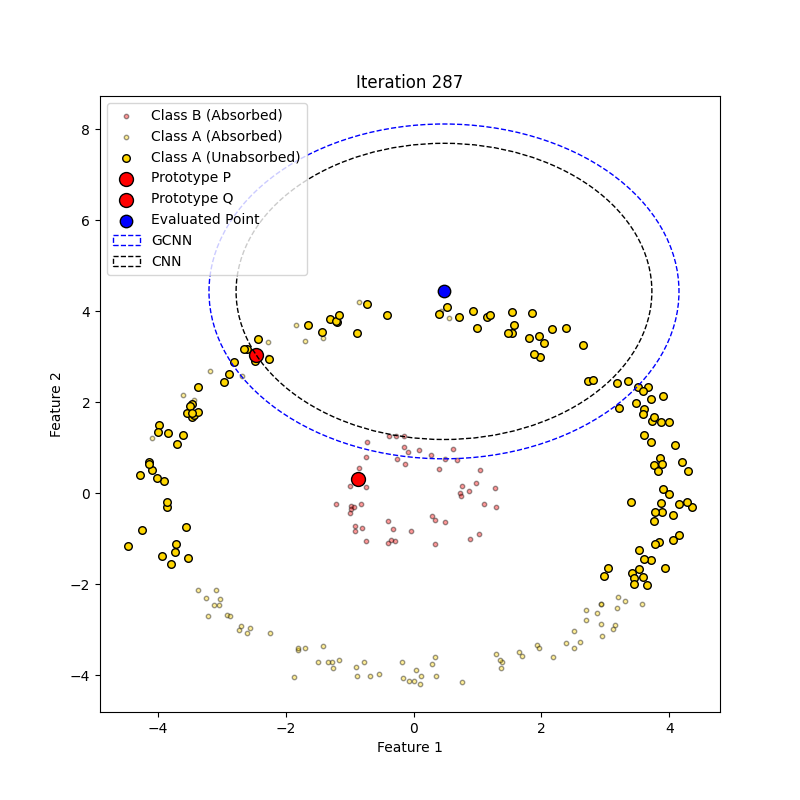 Iteration 287
Class B (Absorbed)
Class A (Absorbed)
Class A (Unabsorbed)
Prototype P
Prototype Q
Evaluated Point
GCNN
CNN
8
6
4
2
0
−2
−4
Feature 2
−4 −2 0 2 4
Feature 1